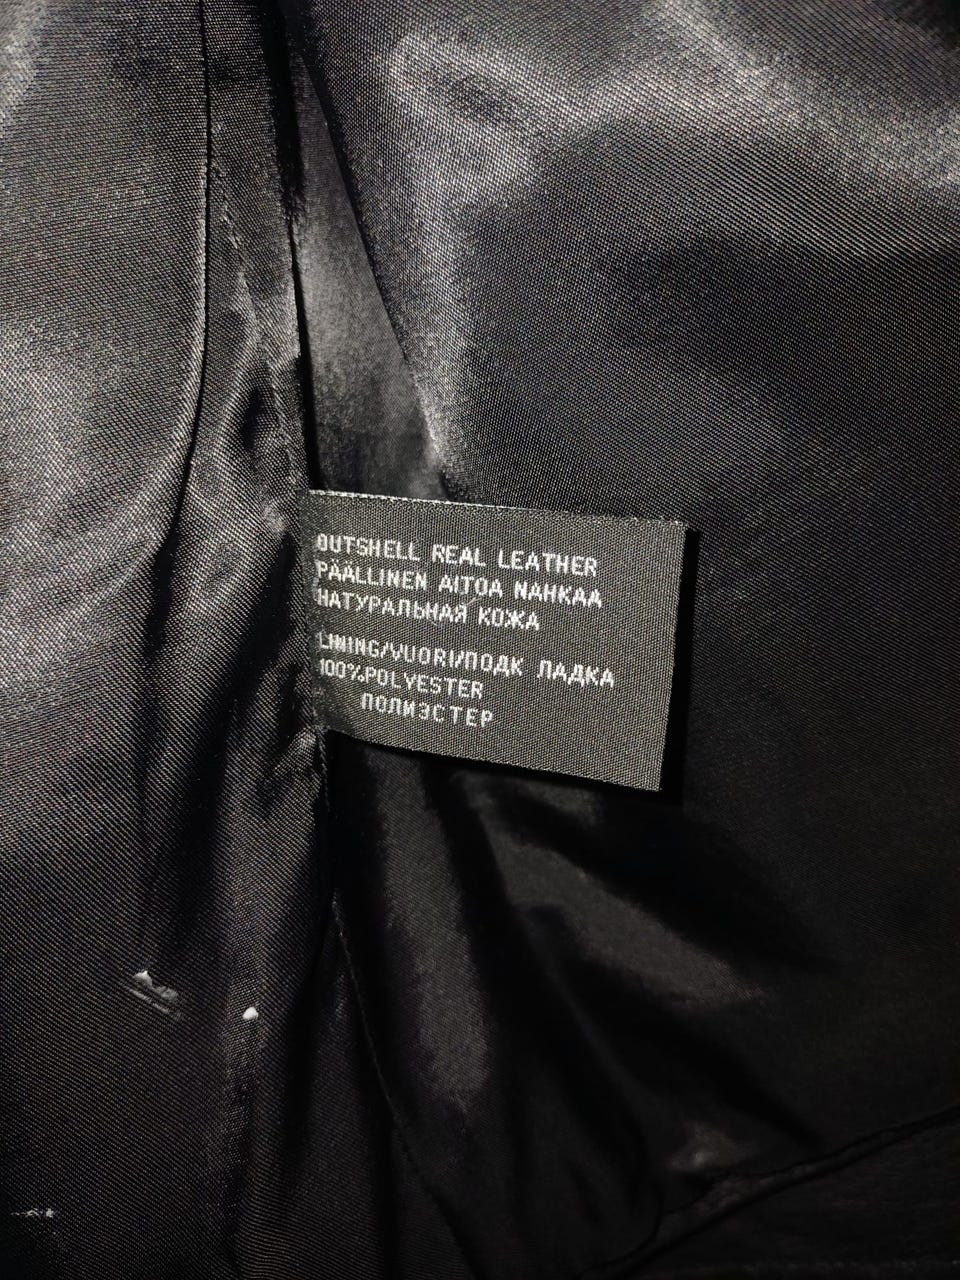 OUTSHELL REAL LEATHER
PÄÄLLINEN AITOA NAHKAA
НАТУРАЛЬНАЯ КОЖА
LINING/VUORI/ПОДК ЛАДКА
100%POLYESTER
ПОЛИЭСТЕР